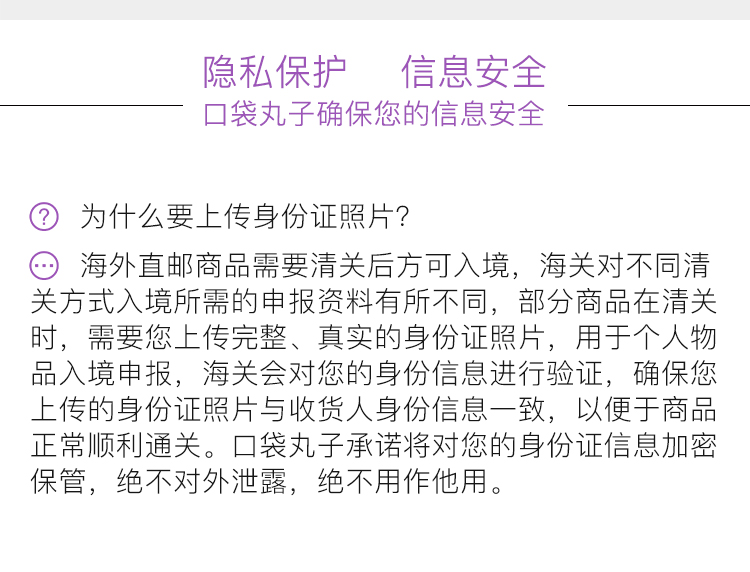 隐私保护 信息安全
口袋丸子确保您的信息安全
? 为什么要上传身份证照片？
海外直邮商品需要清关后方可入境，海关对不同清
关方式入境所需的申报资料有所不同，部分商品在清关
时，需要您上传完整、真实的身份证照片，用于个人物
品入境申报，海关会对您的身份信息进行验证，确保您
上传的身份证照片与收货人身份信息一致，以便于商品
正常顺利通关。口袋丸子承诺将对您的身份证信息加密
保管，绝不对外泄露，绝不用作他用。